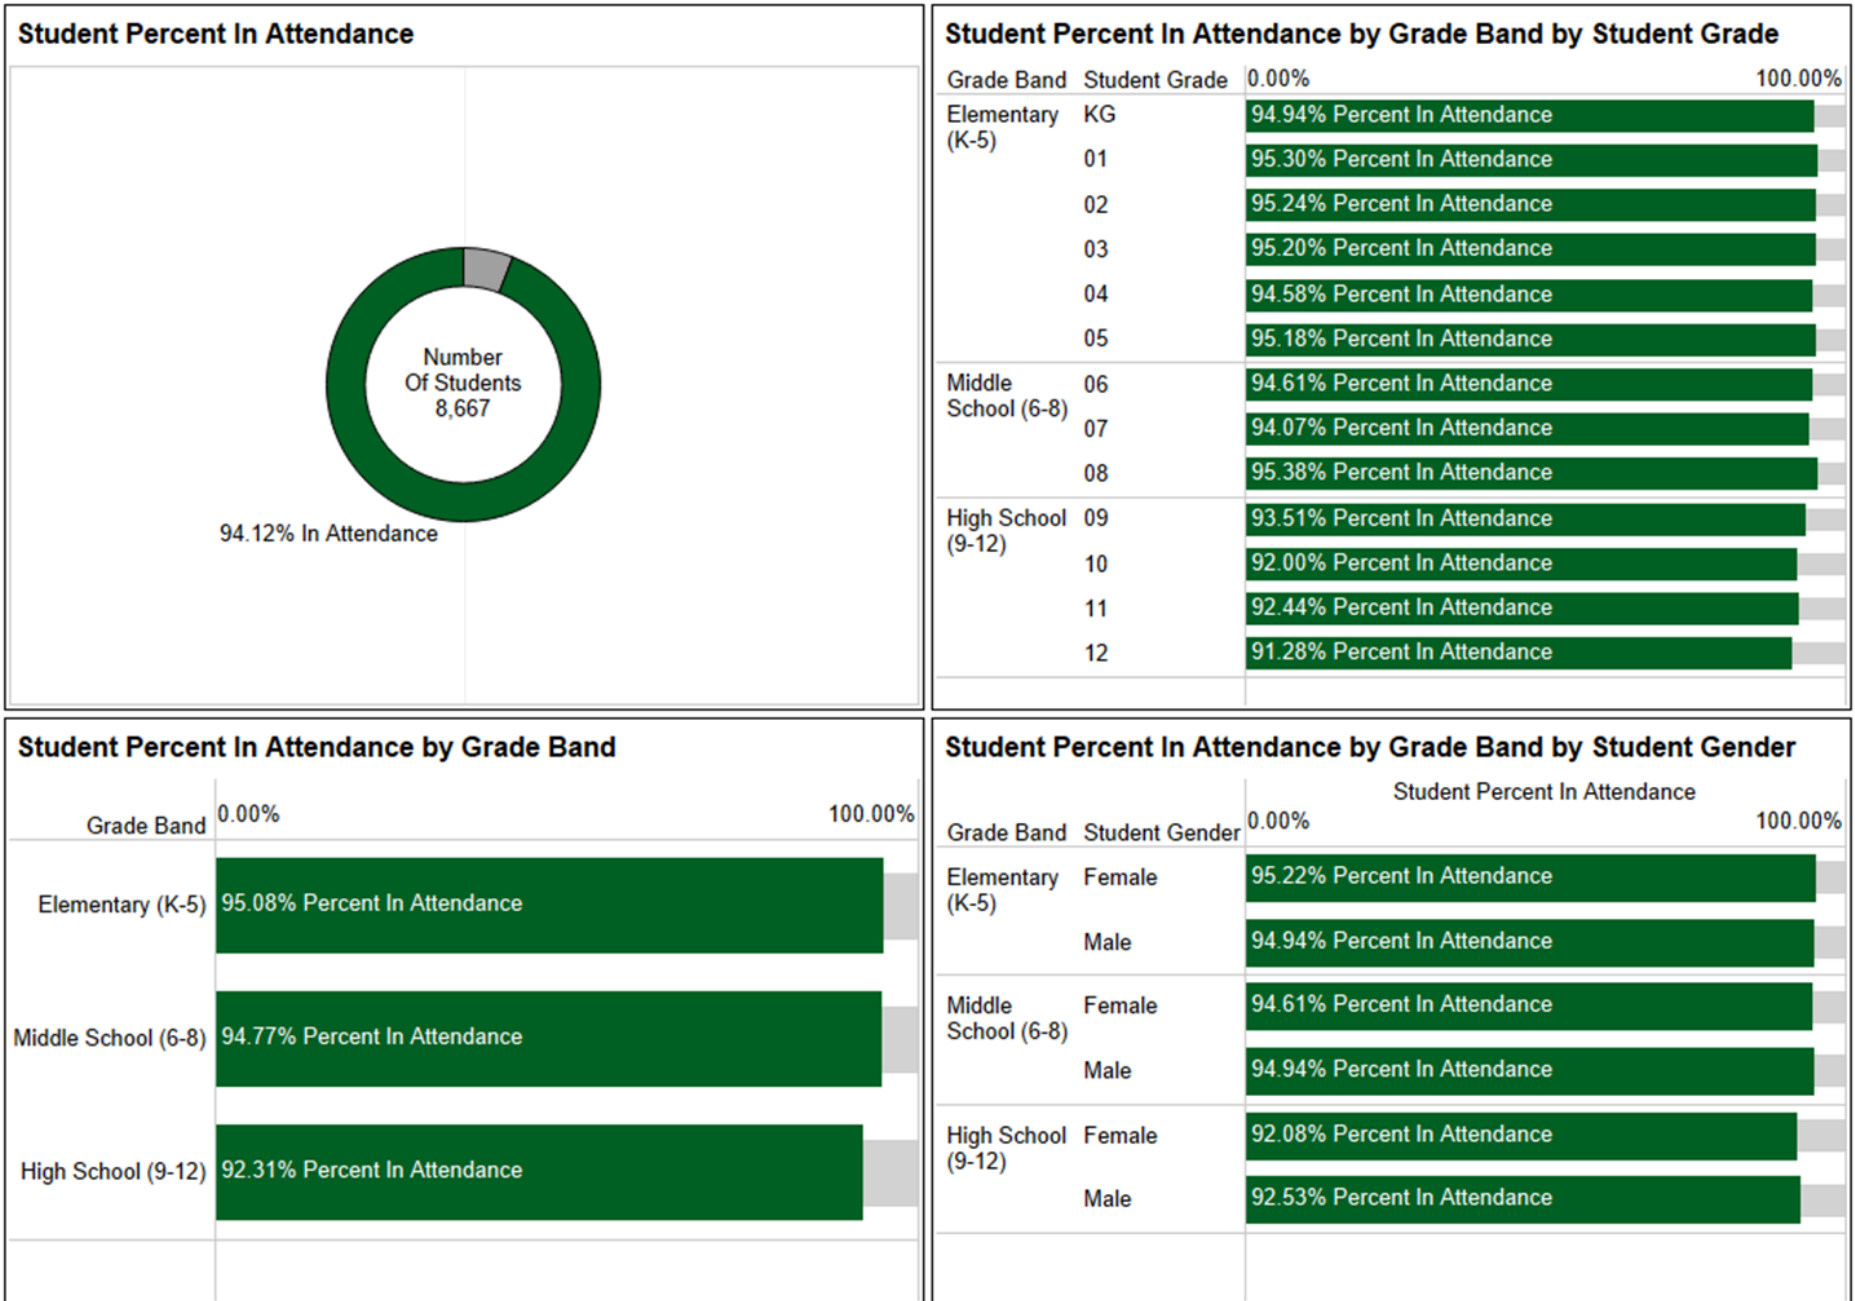 Student Percent In Attendance
Number
Of Students
8,667
94.12% In Attendance
Student Percent In Attendance by Grade Band by Student Grade
Grade Band Student Grade 0.00% 100.00%
Elementary KG 94.94% Percent In Attendance
(K-5)
01 95.30% Percent In Attendance
02 95.24% Percent In Attendance
03 95.20% Percent In Attendance
04 94.58% Percent In Attendance
05 95.18% Percent In Attendance
Middle 06 94.61% Percent In Attendance
School (6-8)
07 94.07% Percent In Attendance
08 95.38% Percent In Attendance
High School 09 93.51% Percent In Attendance
(9-12)
10 92.00% Percent In Attendance
11 92.44% Percent In Attendance
12 91.28% Percent In Attendance
Student Percent In Attendance by Grade Band
Grade Band 0.00% 100.00%
Elementary (K-5) 95.08% Percent In Attendance
Middle School (6-8) 94.77% Percent In Attendance
High School (9-12) 92.31% Percent In Attendance
Student Percent In Attendance by Grade Band by Student Gender
Student Percent In Attendance
Grade Band Student Gender 0.00% 100.00%
Elementary Female 95.22% Percent In Attendance
(K-5)
Male 94.94% Percent In Attendance
Middle Female 94.61% Percent In Attendance
School (6-8)
Male 94.94% Percent In Attendance
High School Female 92.08% Percent In Attendance
(9-12)
Male 92.53% Percent In Attendance